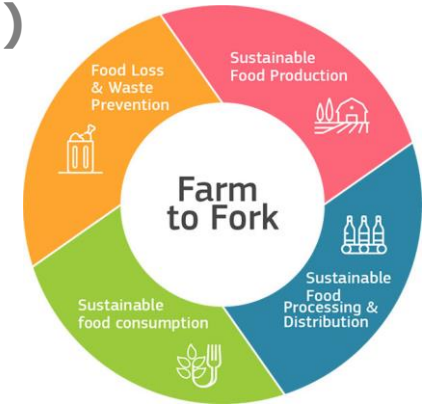 )
Food Loss
& Waste
Prevention
Sustainable
Food Production
Farm
to Fork
Sustainable
Food
Processing &
Distribution
Sustainable
food consumption